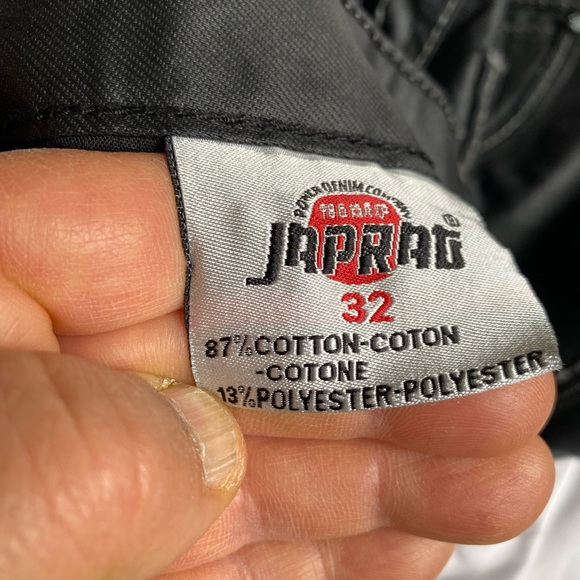 POWER DENIM COMPANY
JAPRAG®
32
87%COTTON-COTON
-COTONE
13%POLYESTER-POLYESTER